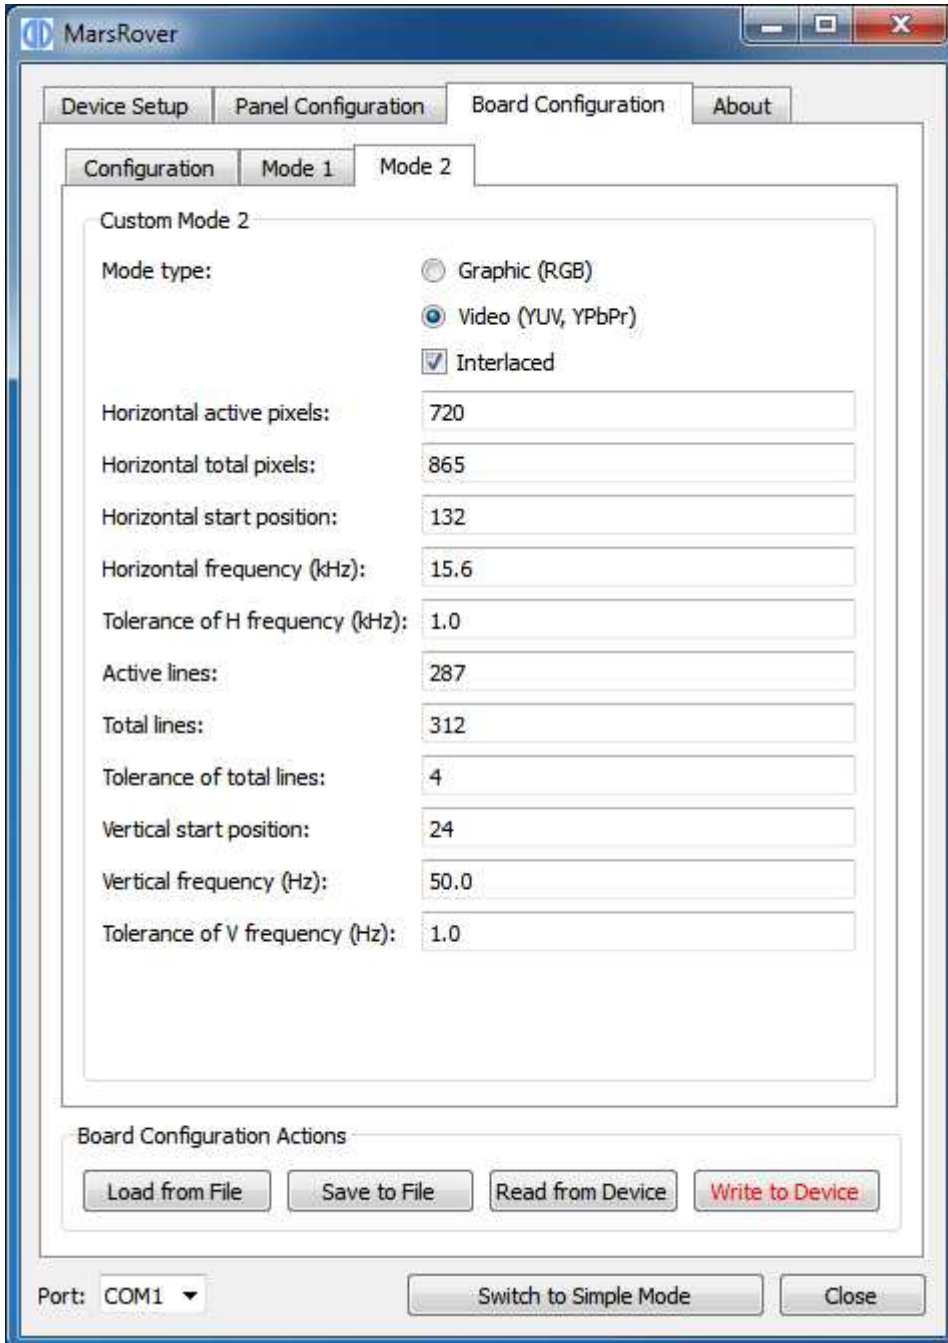 MarsRover
Device Setup Panel Configuration Board Configuration About
Configuration Mode 1 Mode 2
Custom Mode 2
Mode type: Graphic (RGB)
Video (YUV, YPbPr)
Interlaced
Horizontal active pixels: 720
Horizontal total pixels: 865
Horizontal start position: 132
Horizontal frequency (kHz): 15.6
Tolerance of H frequency (kHz): 1.0
Active lines: 287
Total lines: 312
Tolerance of total lines: 4
Vertical start position: 24
Vertical frequency (Hz): 50.0
Tolerance of V frequency (Hz): 1.0
Board Configuration Actions
Load from File Save to File Read from Device Write to Device
Port: COM1 Switch to Simple Mode Close